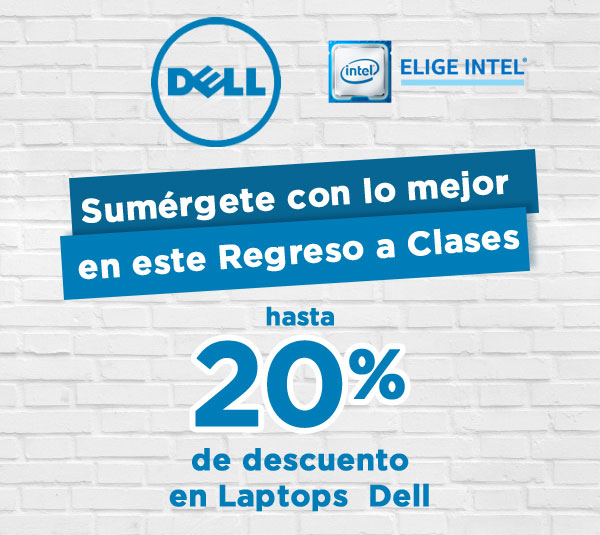 DELL
intel
ELIGE INTEL®
Sumérgete con lo mejor
en este Regreso a Clases
hasta
20%
de descuento
en Laptops Dell